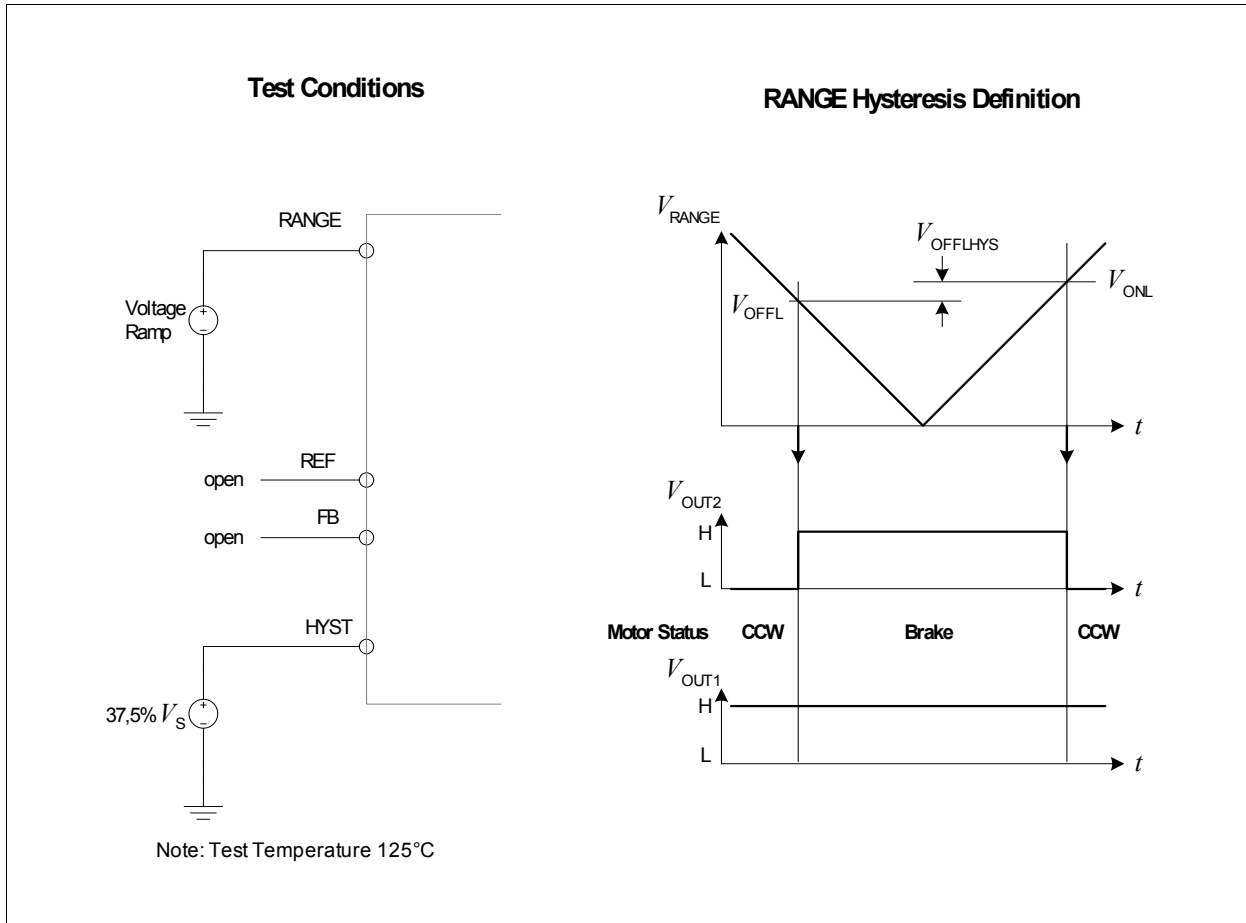 Test Conditions
RANGE
Voltage
Ramp
+
−
REF
open
FB
open
HYST
37,5% VS
+
−
Note: Test Temperature 125°C
RANGE Hysteresis Definition
VRANGE
VOFFLHYS
VONL
VOFFL
t
VOUT2
H
L
t
Motor Status CCW Brake CCW
VOUT1
H
L
t